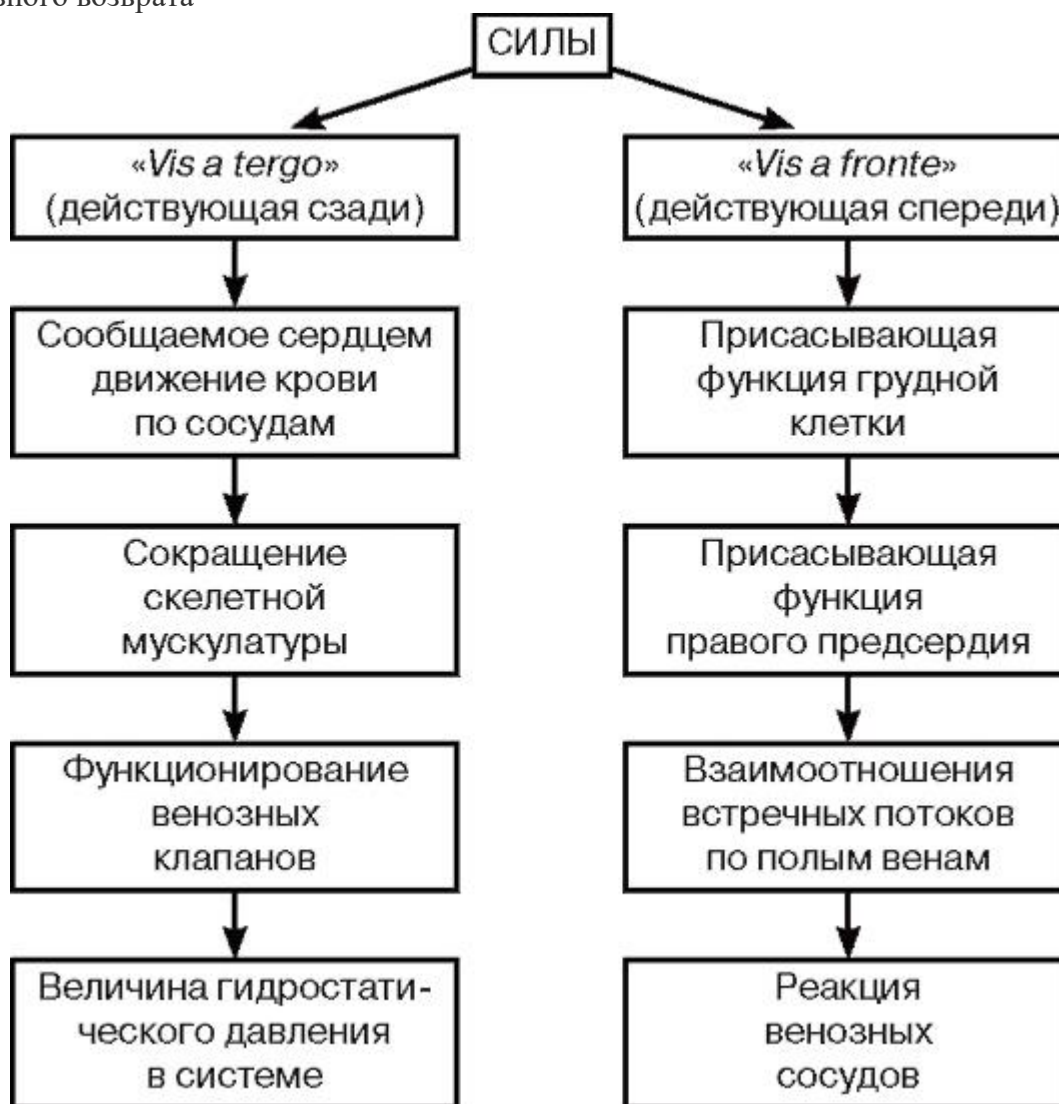 возврата
СИЛЫ
«Vis a tergo»
(действующая сзади)
Сообщаемое сердцем
движение крови
по сосудам
Сокращение
скелетной
мускулатуры
Функционирование
венозных
клапанов
Величина гидростати-
ческого давления
в системе
«Vis a fronte»
(действующая спереди)
Присасывающая
функция грудной
клетки
Присасывающая
функция
правого предсердия
Взаимоотношения
встречных потоков
по полым венам
Реакция
венозных
сосудов